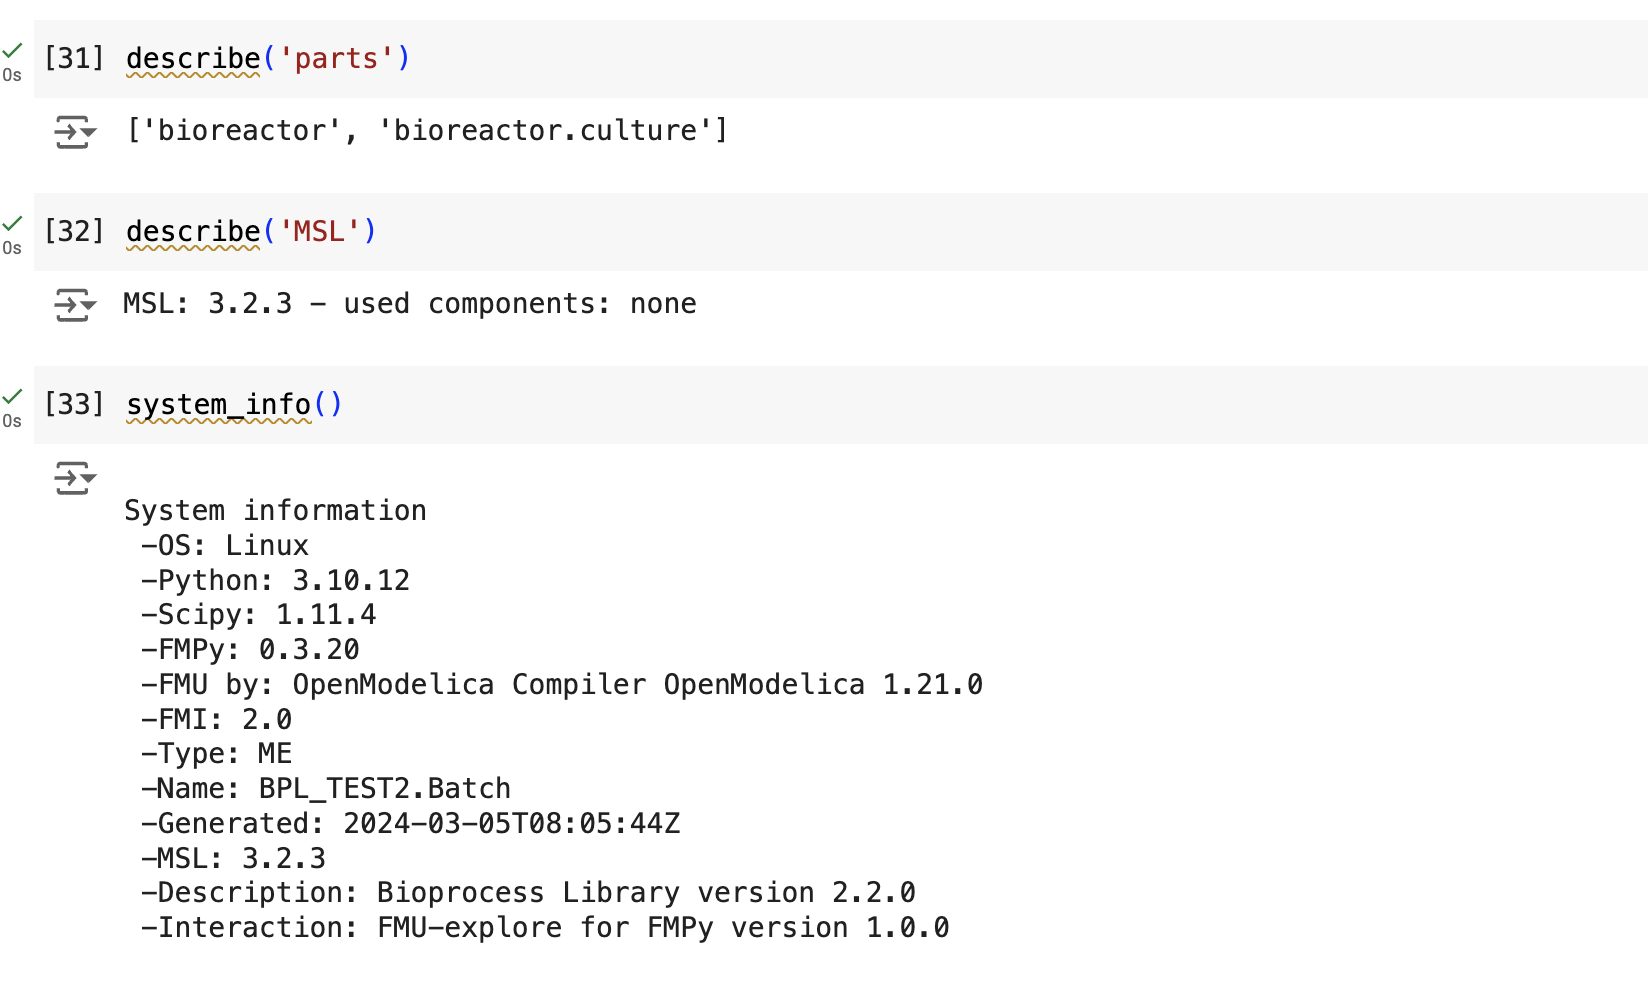 [31] describe('parts')
0s
['bioreactor', 'bioreactor.culture']
[32] describe('MSL')
0s
MSL: 3.2.3 – used components: none
[33] system_info()
0s
System information
–OS: Linux
–Python: 3.10.12
–Scipy: 1.11.4
–FMPy: 0.3.20
–FMU by: OpenModelica Compiler OpenModelica 1.21.0
–FMI: 2.0
–Type: ME
–Name: BPL_TEST2.Batch
–Generated: 2024–03–05T08:05:44Z
–MSL: 3.2.3
–Description: Bioprocess Library version 2.2.0
–Interaction: FMU–explore for FMPy version 1.0.0